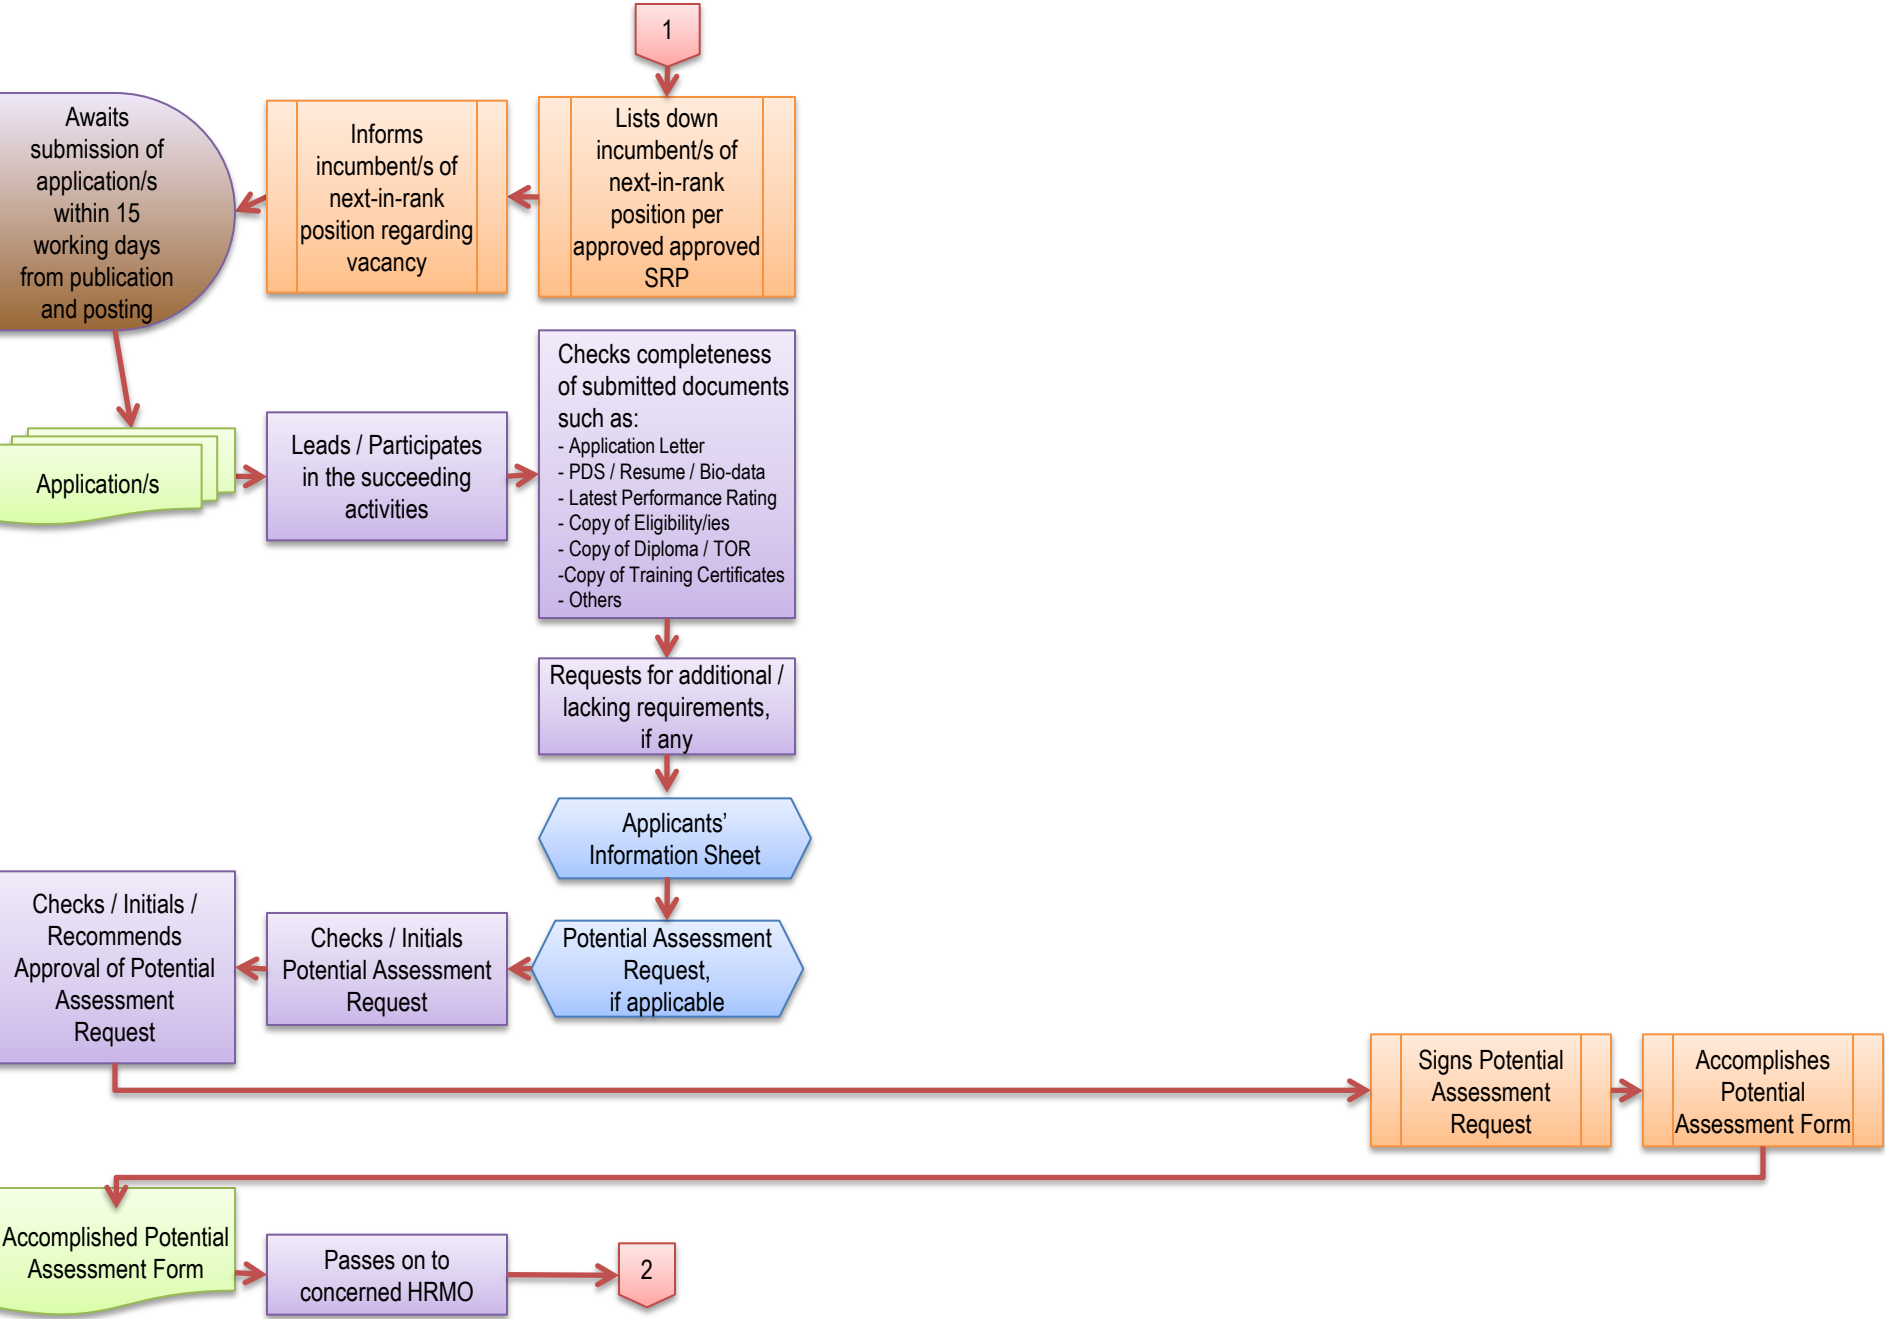 1
Lists down
incumbent/s of
next-in-rank
position per
approved approved
SRP
Informs
incumbent/s of
next-in-rank
position regarding
vacancy
Awaits
submission of
application/s
within 15
working days
from publication
and posting
Application/s
Leads / Participates
in the succeeding
activities
Checks completeness
of submitted documents
such as:
- Application Letter
- PDS / Resume / Bio-data
- Latest Performance Rating
- Copy of Eligibility/ies
- Copy of Diploma / TOR
-Copy of Training Certificates
- Others
Requests for additional /
lacking requirements,
if any
Applicants’
Information Sheet
Potential Assessment
Request,
if applicable
Checks / Initials
Potential Assessment
Request
Checks / Initials /
Recommends
Approval of Potential
Assessment
Request
Signs Potential
Assessment
Request
Accomplishes
Potential
Assessment Form
Accomplished Potential
Assessment Form
Passes on to
concerned HRMO
2